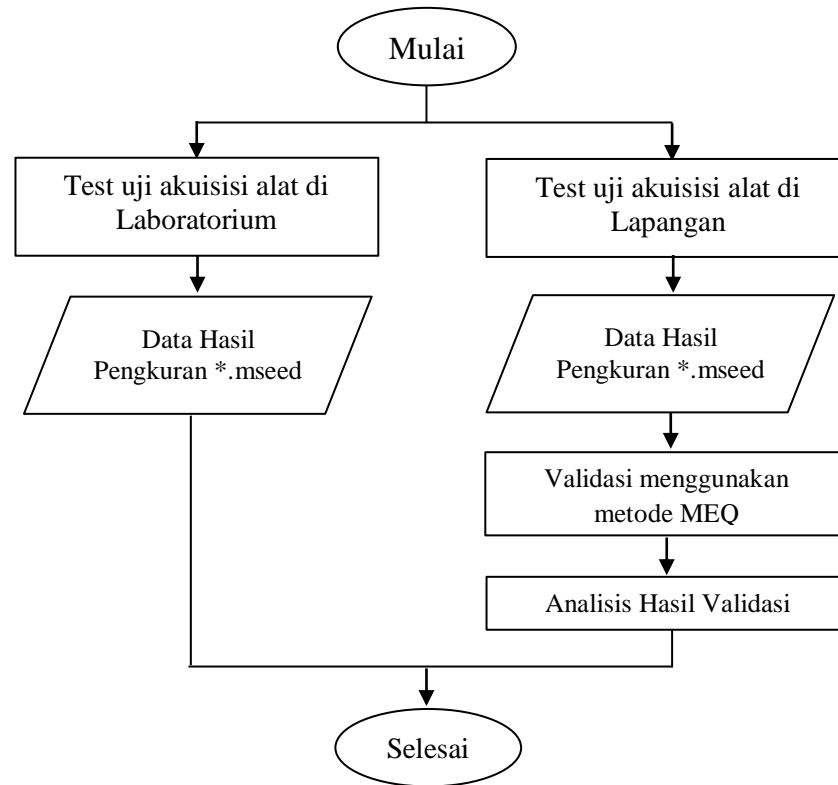 Mulai
Test uji akuisisi alat di
Laboratorium
Test uji akuisisi alat di
Lapangan
Data Hasil
Pengkuran *.mseed
Data Hasil
Pengkuran *.mseed
Validasi menggunakan
metode MEQ
Analisis Hasil Validasi
Selesai